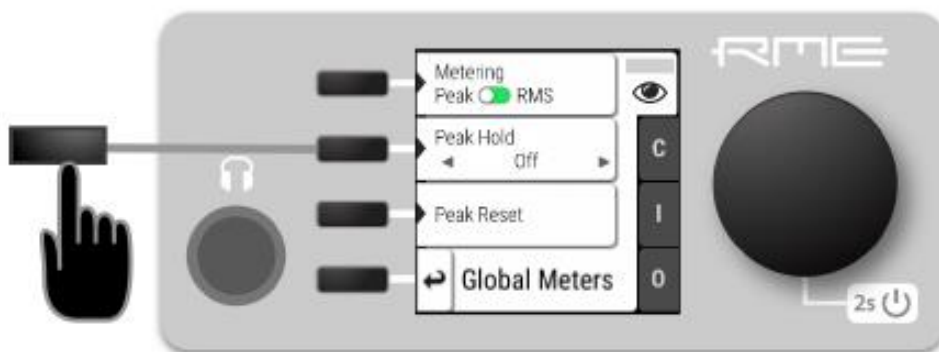 RME
Metering
Peak RMS
Peak Hold
Off
C
Peak Reset
I
Global Meters
O
2s